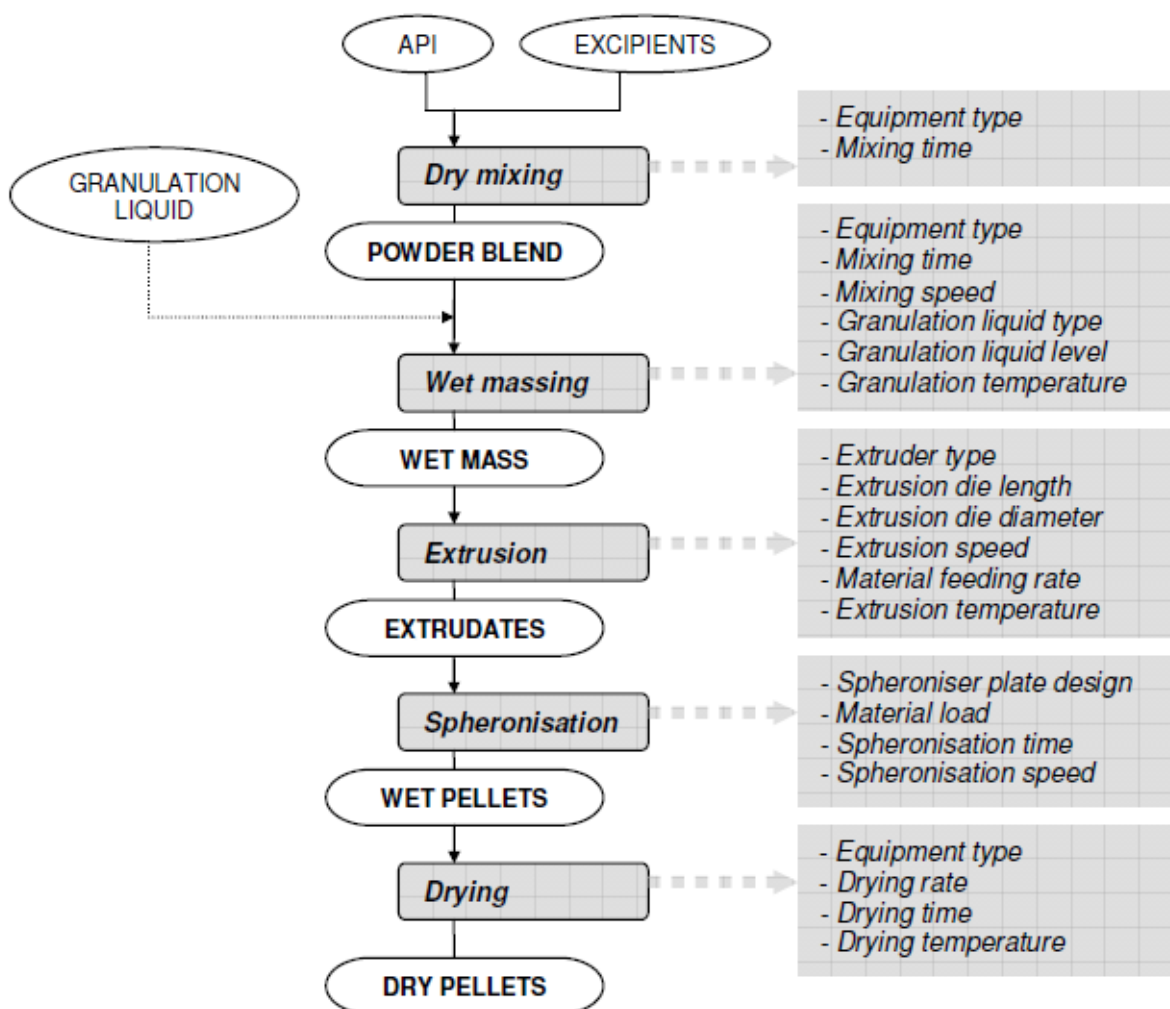 API
EXCIPIENTS
- Equipment type
- Mixing time
Dry mixing
GRANULATION
LIQUID
POWDER BLEND
- Equipment type
- Mixing time
- Mixing speed
- Granulation liquid type
- Granulation liquid level
- Granulation temperature
Wet massing
WET MASS
- Extruder type
- Extrusion die length
- Extrusion die diameter
- Extrusion speed
- Material feeding rate
- Extrusion temperature
Extrusion
EXTRUDATES
- Spheroniser plate design
- Material load
- Spheronisation time
- Spheronisation speed
Spheronisation
WET PELLETS
- Equipment type
- Drying rate
- Drying time
- Drying temperature
Drying
DRY PELLETS